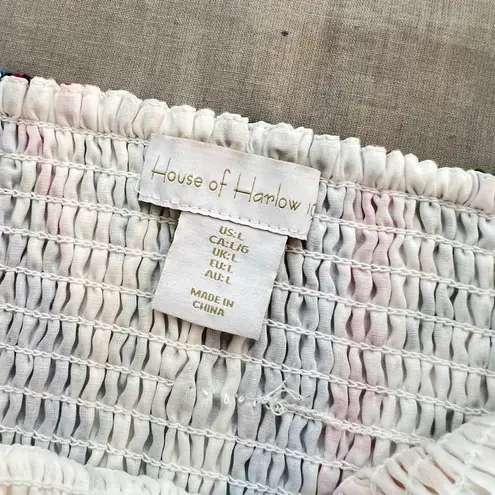 House of Harlow
US:L
CA:L/G
UK:L
EU:L
AU:L
MADE IN
CHINA